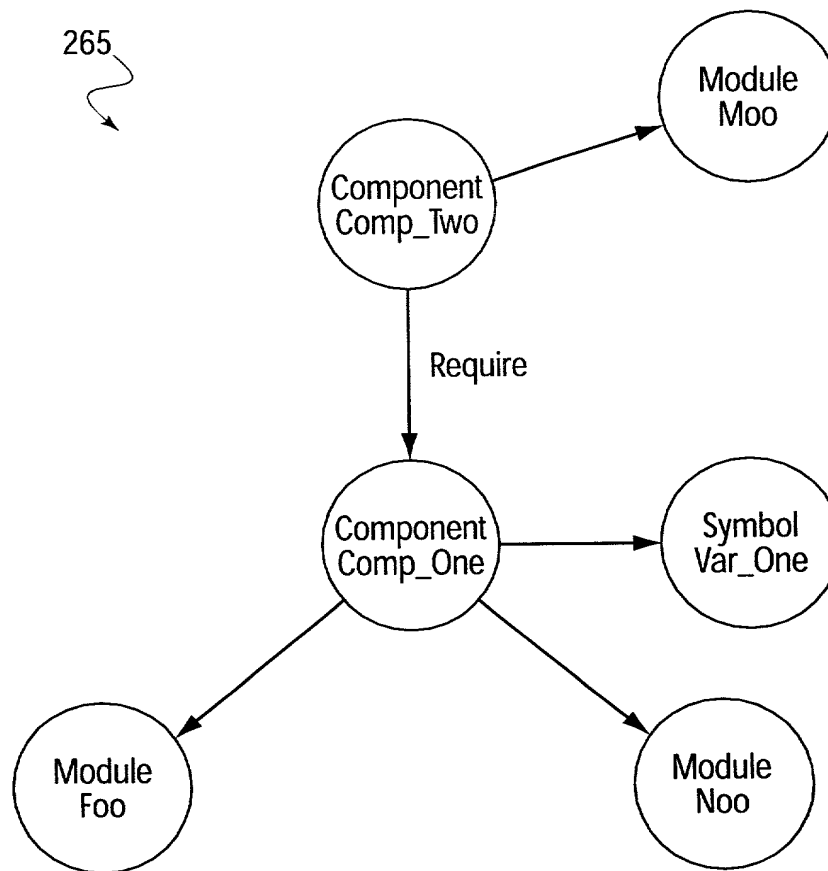 265
Module
Moo
Component
Comp_Two
Require
Component
Comp_One
Symbol
Var_One
Module
Foo
Module
Noo